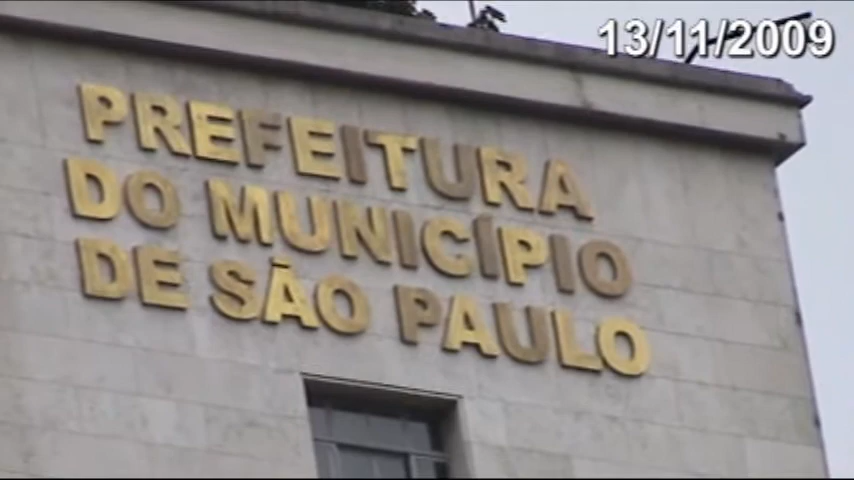 13/11/2009
PREFEITURA
DO MUNICÍPIO
DE SÃO PAULO